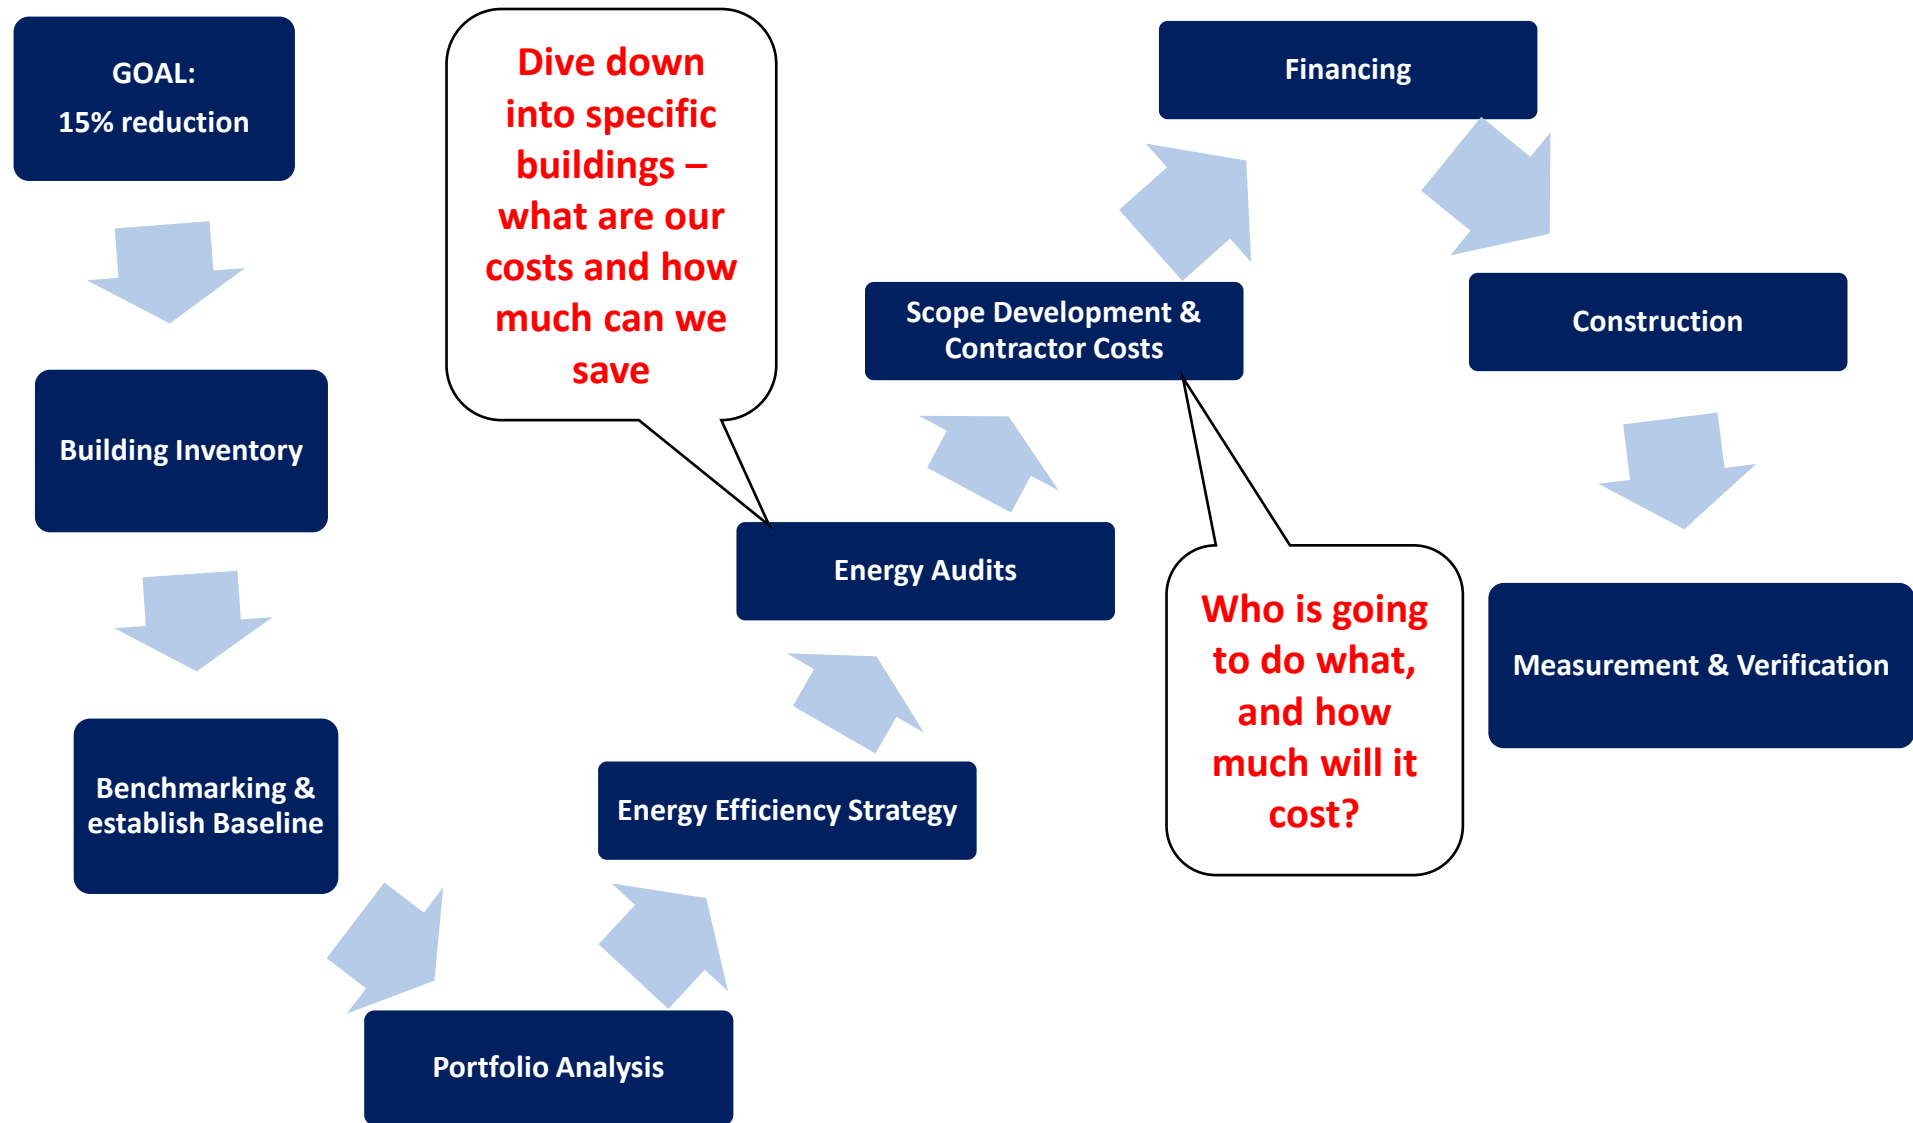 GOAL:
15% reduction
Building Inventory
Benchmarking &
establish Baseline
Portfolio Analysis
Energy Efficiency Strategy
Energy Audits
Dive down
into specific
buildings –
what are our
costs and how
much can we
save
Scope Development &
Contractor Costs
Who is going
to do what,
and how
much will it
cost?
Financing
Construction
Measurement & Verification